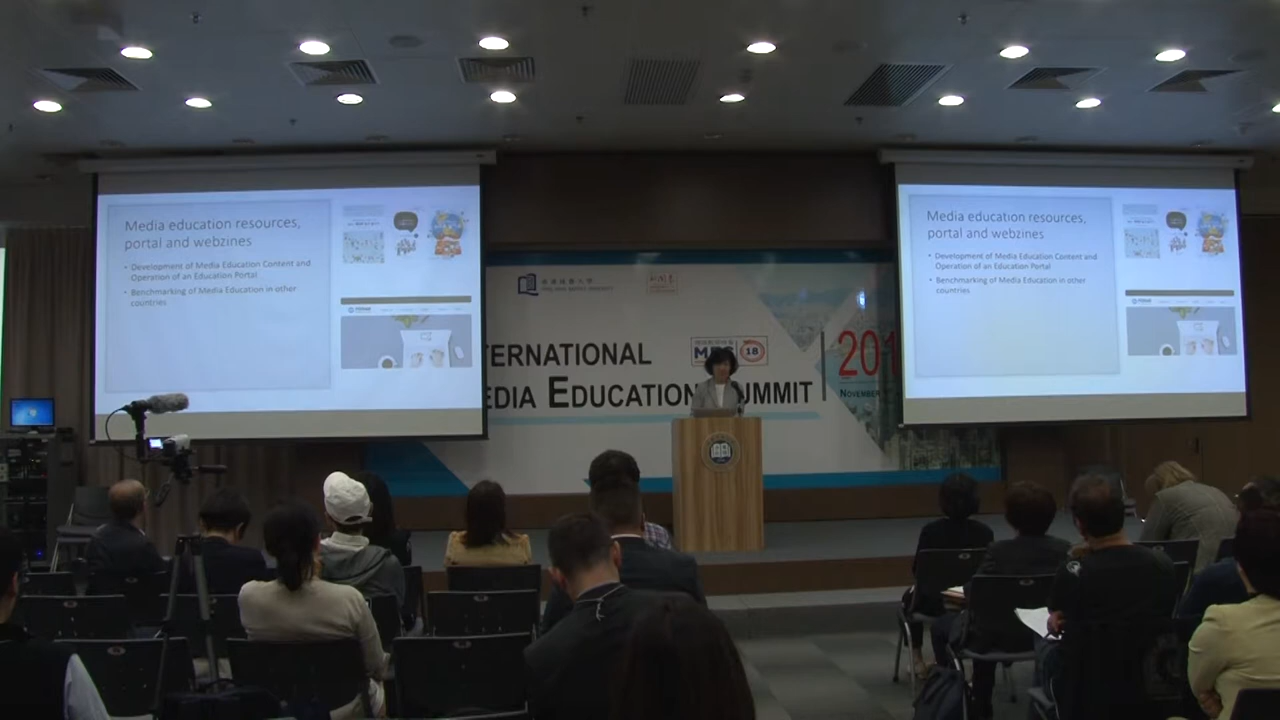 Media education resources,
portal and webzines
• Development of Media Education Content and
Operation of an Education Portal
• Benchmarking of Media Education in other
countries
TERNATIONAL
EDIA EDUCATION
UMMIT
18
201
NOVEMBER
Media education resources,
portal and webzines
• Development of Media Education Content and
Operation of an Education Portal
• Benchmarking of Media Education in other
countries